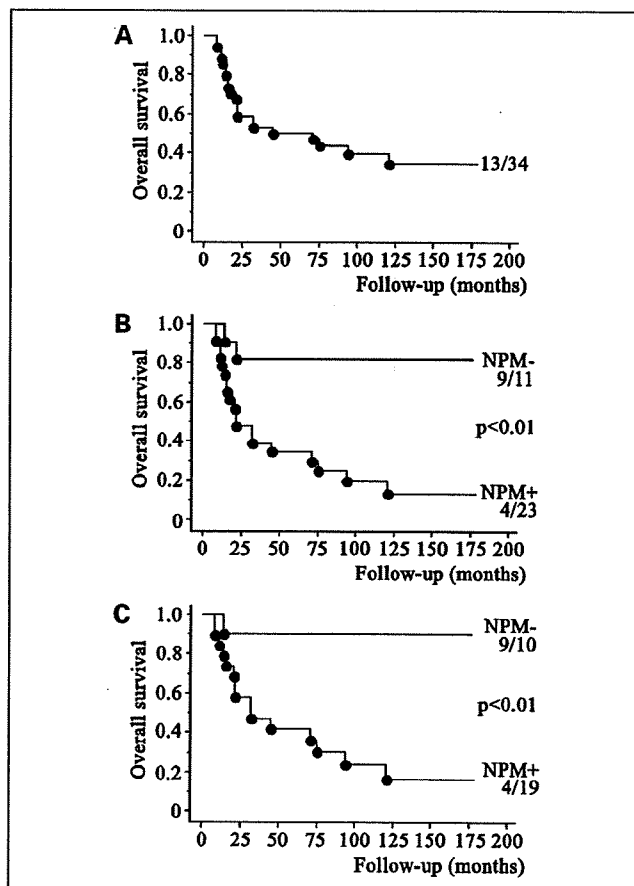 A
Overall survival
1.0
0.8
0.6
0.4
0.2
0
13/34
0 25 50 75 100 125 150 175 200
Follow-up (months)
B
Overall survival
1.0
0.8
0.6
0.4
0.2
0
NPM-
9/11
p<0.01
NPM+
4/23
0 25 50 75 100 125 150 175 200
Follow-up (months)
C
Overall survival
1.0
0.8
0.6
0.4
0.2
0
NPM-
9/10
p<0.01
NPM+
4/19
0 25 50 75 100 125 150 175 200
Follow-up (months)